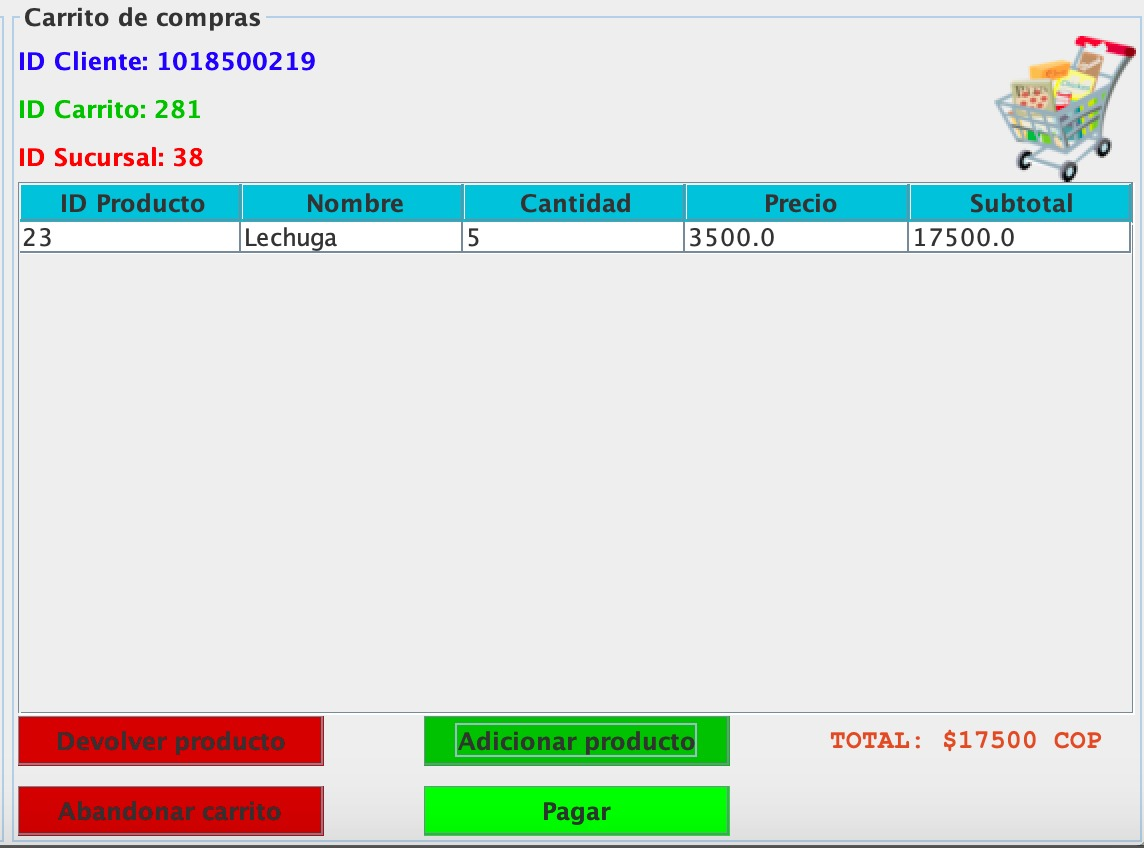 Carrito de compras
ID Cliente: 1018500219
ID Carrito: 281
ID Sucursal: 38
ID Producto Nombre Cantidad Precio Subtotal
23 Lechuga 5 3500.0 17500.0
Devolver producto Adicionar producto TOTAL: $17500 COP
Abandonar carrito Pagar